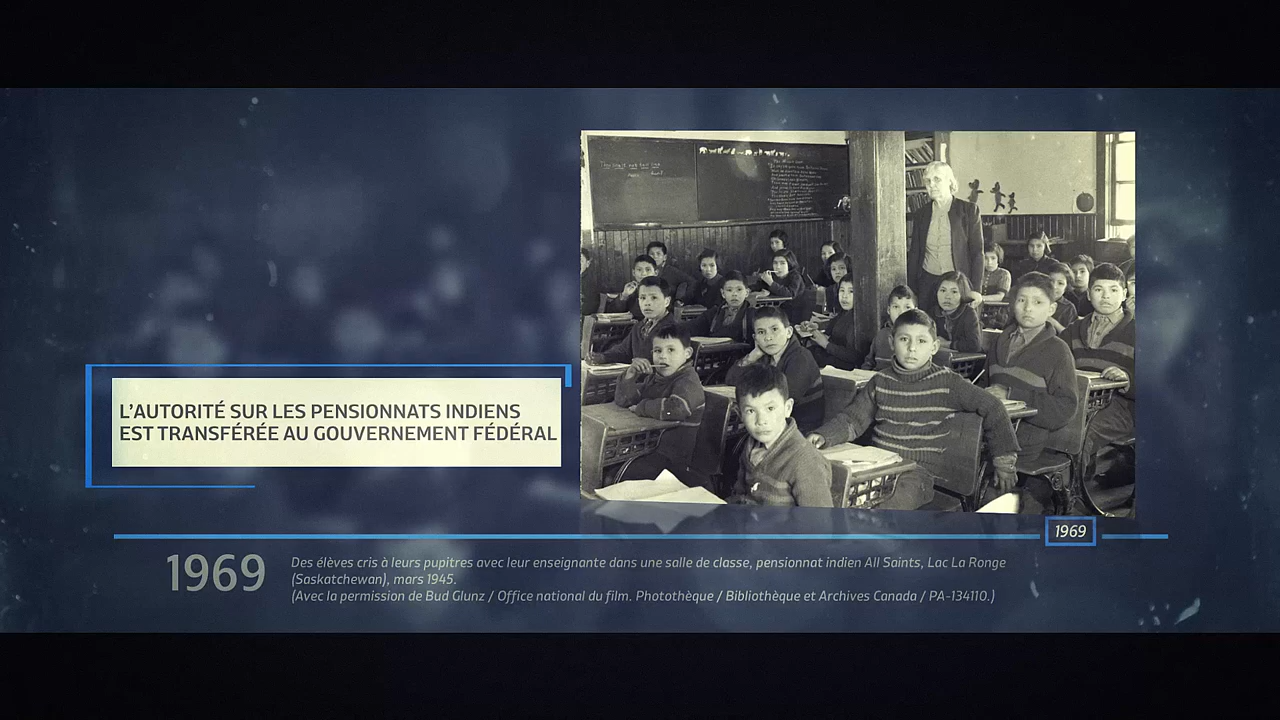 L'AUTORITÉ SUR LES PENSIONNATS INDIENS
EST TRANSFÉRÉE AU GOUVERNEMENT FÉDÉRAL
1969
1969
Des élèves cris à leurs pupitres avec leur enseignante dans une salle de classe, pensionnat indien All Saints, Lac La Ronge
(Saskatchewan), mars 1945.
(Avec la permission de Bud Glunz / Office national du film. Photothèque / Bibliothèque et Archives Canada / PA-134110.)